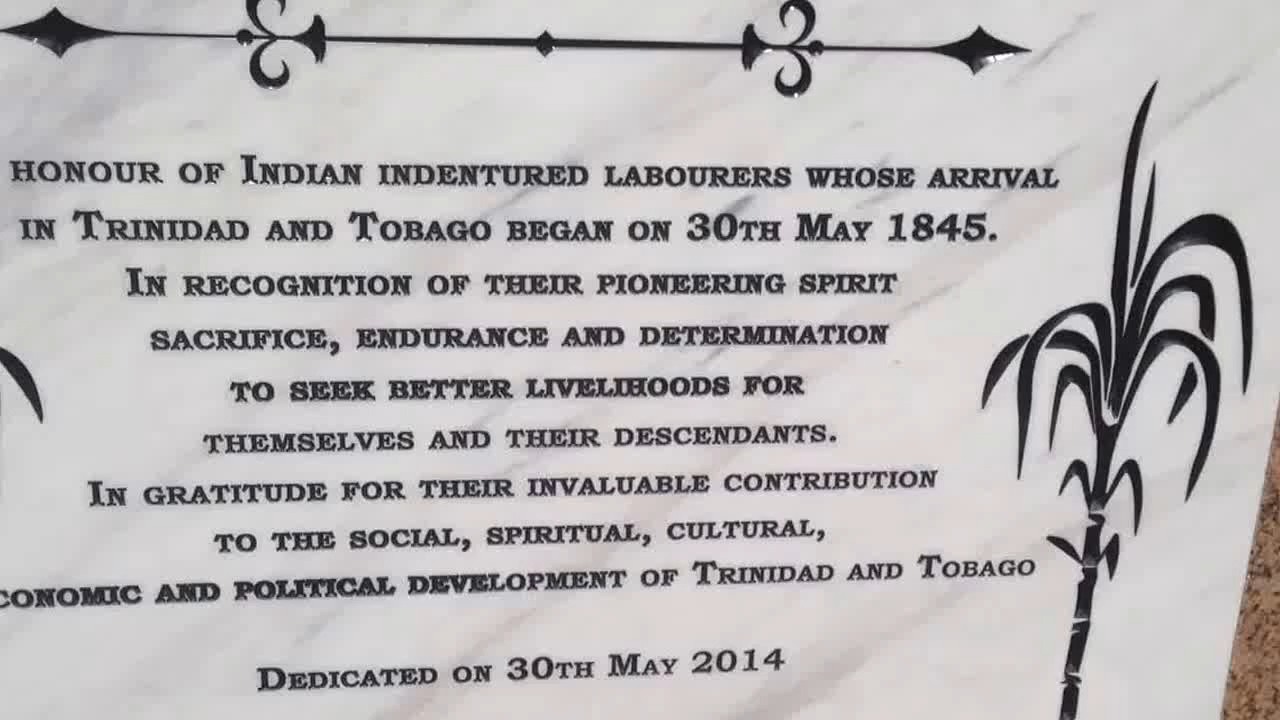 HONOUR OF INDIAN INDENTURED LABOURERS WHOSE ARRIVAL
IN TRINIDAD AND TOBAGO BEGAN ON 30TH MAY 1845.
IN RECOGNITION OF THEIR PIONEERING SPIRIT
SACRIFICE, ENDURANCE AND DETERMINATION
TO SEEK BETTER LIVELIHOODS FOR
THEMSELVES AND THEIR DESCENDANTS.
IN GRATITUDE FOR THEIR INVALUABLE CONTRIBUTION
TO THE SOCIAL, SPIRITUAL, CULTURAL,
CONOMIC AND POLITICAL DEVELOPMENT OF TRINIDAD AND TOBAGO
DEDICATED ON 30TH MAY 2014